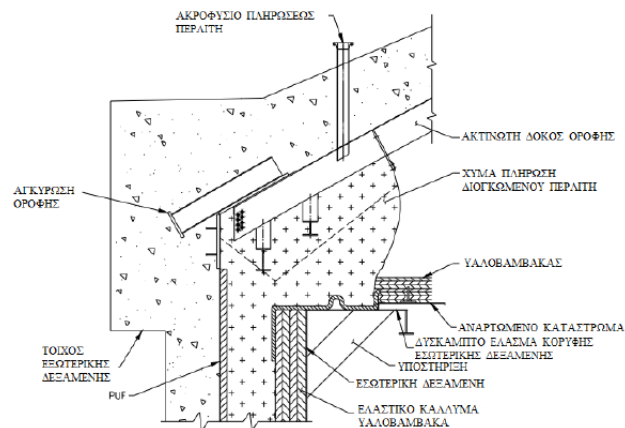 ΑΚΡΟΦΥΣΙΟ ΠΛΗΡΩΣΕΩΣ
ΠΕΡΛΙΤΗ
ΑΚΤΙΝΩΤΗ ΔΟΚΟΣ ΟΡΟΦΗΣ
ΧΥΜΑ ΠΛΗΡΩΣΗ
ΔΙΟΓΚΩΜΕΝΟΥ ΠΕΡΛΙΤΗ
ΑΓΚΥΡΩΣΗ
ΟΡΟΦΗΣ
ΥΑΛΟΒΑΜΒΑΚΑΣ
ΑΝΑΡΤΩΜΕΝΟ ΚΑΤΑΣΤΡΩΜΑ
ΔΥΣΚΑΜΠΤΟ ΕΛΑΣΜΑ ΚΟΡΥΦΗΣ
ΕΣΩΤΕΡΙΚΗΣ ΔΕΞΑΜΕΝΗΣ
ΤΟΙΧΟΣ
ΕΞΩΤΕΡΙΚΗΣ
ΔΕΞΑΜΕΝΗΣ
ΥΠΟΣΤΗΡΙΞΗ
ΕΣΩΤΕΡΙΚΗ ΔΕΞΑΜΕΝΗ
PUF
ΕΛΑΣΤΙΚΟ ΚΑΛΛΥΜΑ
ΥΑΛΟΒΑΜΒΑΚΑ